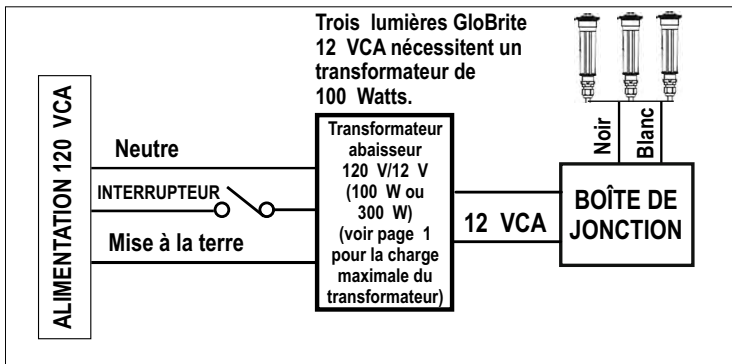 Trois lumières GloBrite
12 VCA nécessitent un
transformateur de
100 Watts.
ALIMENTATION 120 VCA
Neutre
INTERRUPTEUR
Mise à la terre
Transformateur
abaisseur
120 V/12 V
(100 W ou
300 W)
(voir page 1
pour la charge
maximale du
transformateur)
12 VCA
Noir
Blanc
BOÎTE DE
JONCTION